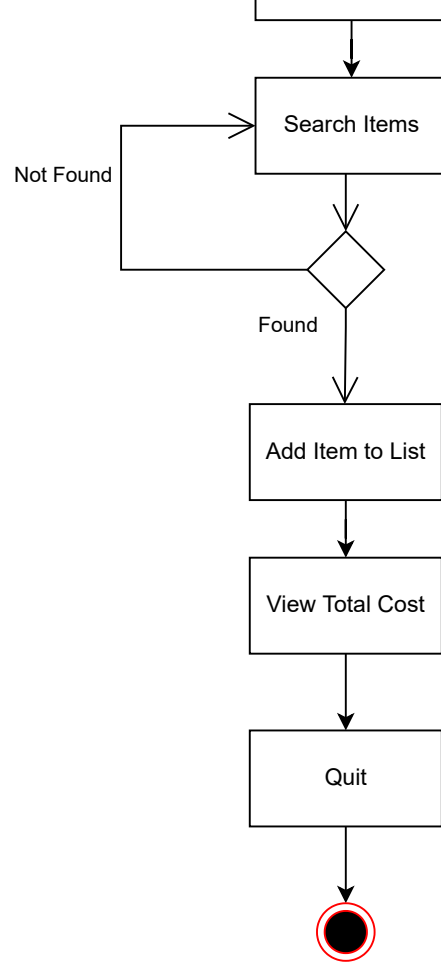 Search Items
Not Found
Found
Add Item to List
View Total Cost
Quit